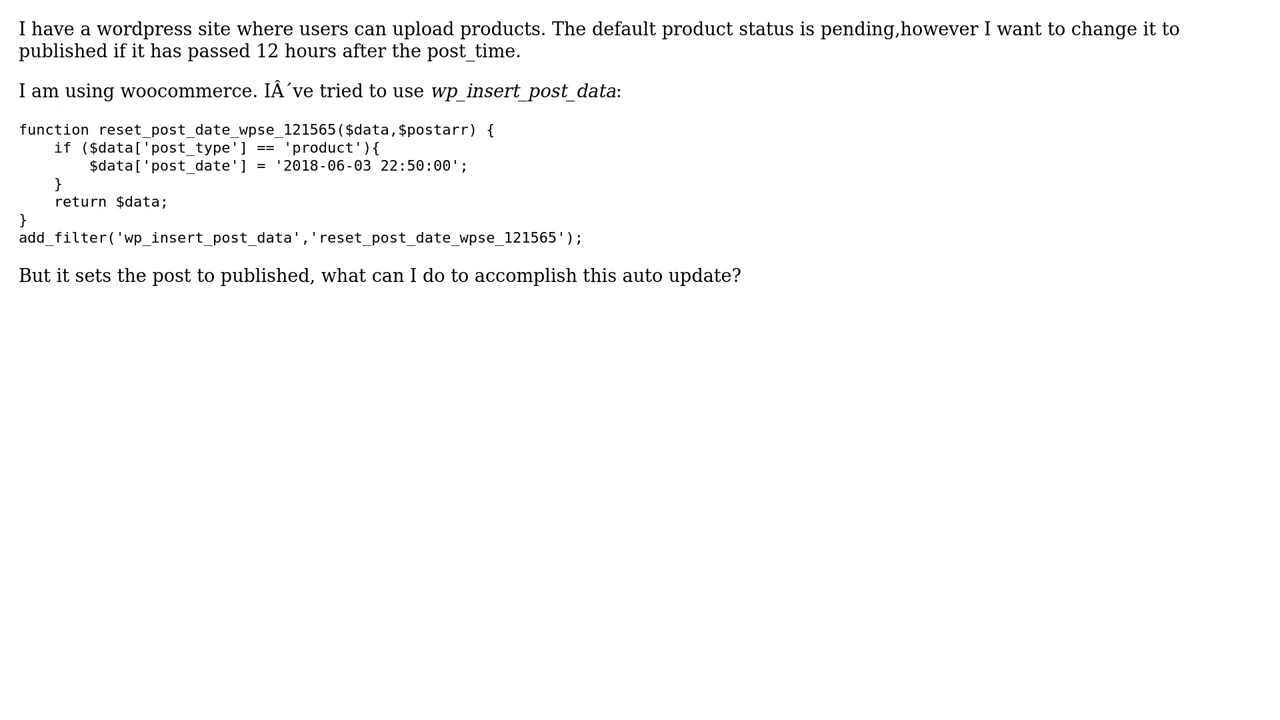 I have a wordpress site where users can upload products. The default product status is pending,however I want to change it to
published if it has passed 12 hours after the post_time.
I am using woocommerce. IÂ´ve tried to use wp_insert_post_data:
function reset_post_date_wpse_121565($data,$postarr) {
    if ($data['post_type'] == 'product'){
        $data['post_date'] = '2018-06-03 22:50:00';
    }
    return $data;
}
add_filter('wp_insert_post_data','reset_post_date_wpse_121565');
But it sets the post to published, what can I do to accomplish this auto update?